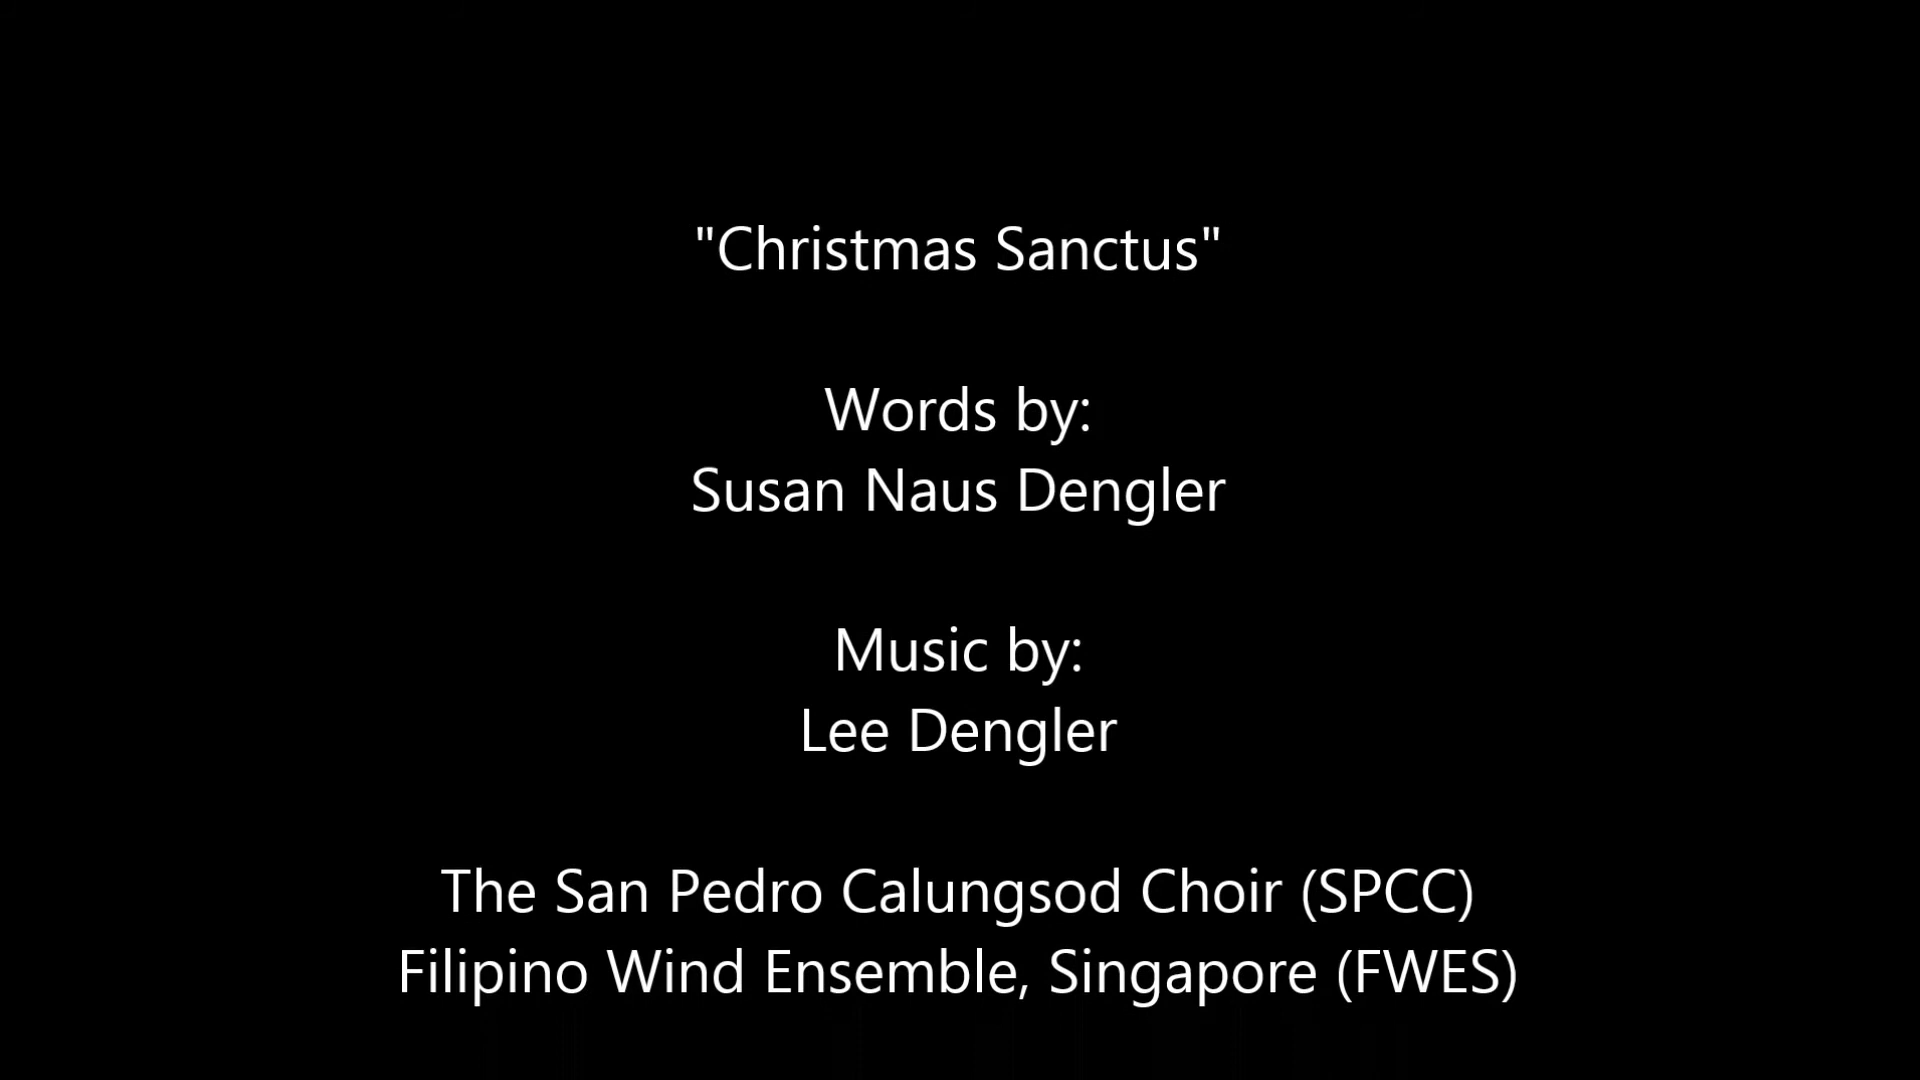 "Christmas Sanctus"
Words by:
Susan Naus Dengler
Music by:
Lee Dengler
The San Pedro Calungsod Choir (SPCC)
Filipino Wind Ensemble, Singapore (FWES)